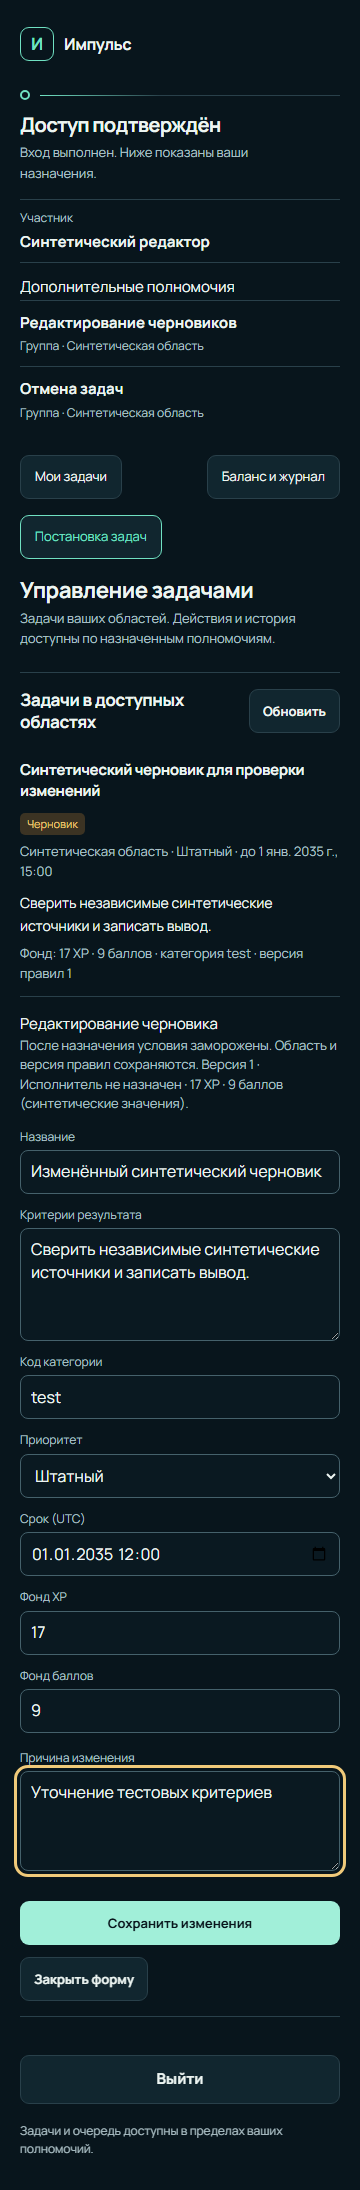 И Импульс
Доступ подтверждён
Вход выполнен. Ниже показаны ваши
назначения.
Участник
Синтетический редактор
Дополнительные полномочия
Редактирование черновиков
Группа · Синтетическая область
Отмена задач
Группа · Синтетическая область
Мои задачи
Баланс и журнал
Постановка задач
Управление задачами
Задачи ваших областей. Действия и история
доступны по назначенным полномочиям.
Задачи в доступных
областях
Обновить
Синтетический черновик для проверки
изменений
Черновик
Синтетическая область · Штатный · до 1 янв. 2035 г.,
15:00
Сверить независимые синтетические
источники и записать вывод.
Фонд: 17 XP · 9 баллов · категория test · версия
правил 1
Редактирование черновика
После назначения условия заморожены. Область и
версия правил сохраняются. Версия 1 ·
Исполнитель не назначен · 17 XP · 9 баллов
(синтетические значения).
Название
Изменённый синтетический черновик
Критерии результата
Сверить независимые синтетические
источники и записать вывод.
Код категории
test
Приоритет
Штатный
Срок (UTC)
01.01.2035 12:00
Фонд XP
17
Фонд баллов
9
Причина изменения
Уточнение тестовых критериев
Сохранить изменения
Закрыть форму
Выйти
Задачи и очередь доступны в пределах ваших
полномочий.